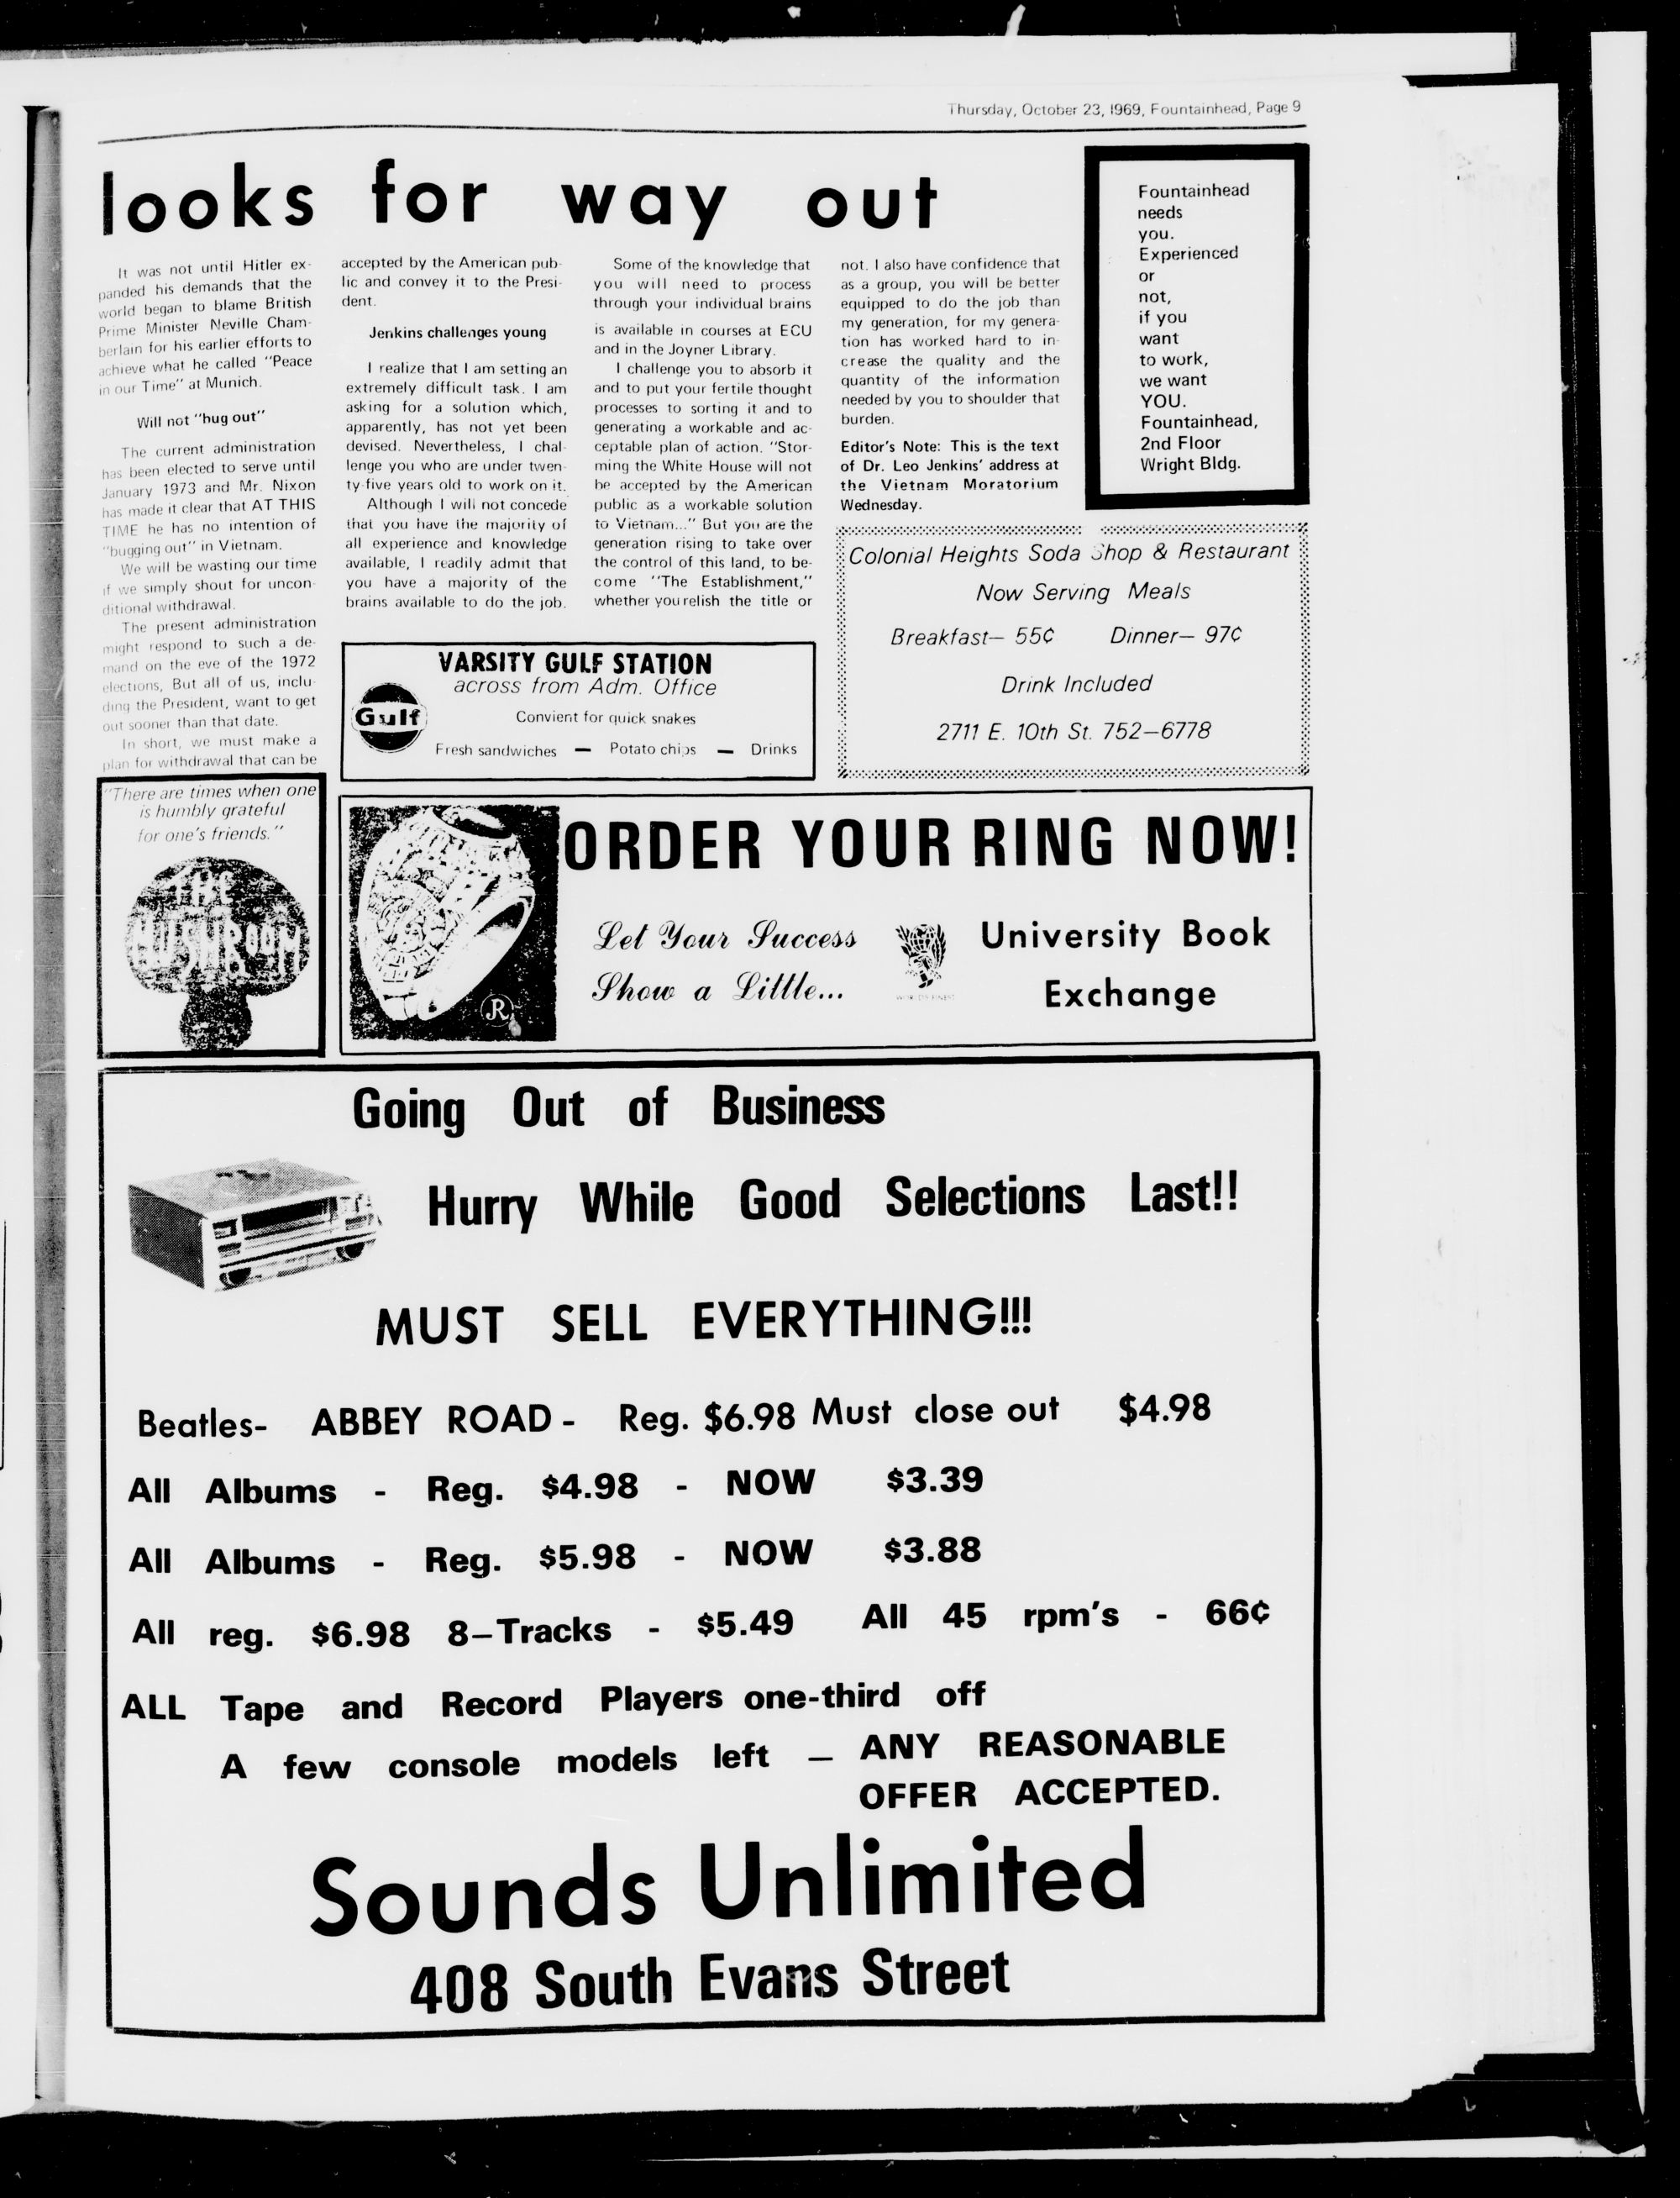 Thursday, October 23, 1969, Fountainhead, Page 9
looks for way out
It was not until Hitler ex-
panded his demands that the
world began to blame British
Prime Minister Neville Cham-
berlain for his earlier efforts to
achieve what he called "Peace
in our Time" at Munich.
Will not "hug out"
The current administration
has been elected to serve until
January 1973 and Mr. Nixon
has made it clear that AT THIS
TIME he has no intention of
"bugging out" in Vietnam.
We will be wasting our time
if we simply shout for uncon-
ditional withdrawal.
The present administration
might respond to such a de-
mand on the eve of the 1972
elections, But all of us, inclu-
ding the President, want to get
out sooner than that date.
In short, we must make a
plan for withdrawal that can be
accepted by the American pub-
lic and convey it to the Presi-
dent.
Jenkins challenges young
I realize that I am setting an
extremely difficult task. I am
asking for a solution which,
apparently, has not yet been
devised. Nevertheless, I chal-
lenge you who are under twen-
ty-five years old to work on it.
Although I will not concede
that you have the majority of
all experience and knowledge
available, I readily admit that
you have a majority of the
brains available to do the job.
Some of the knowledge that
you will need to process
through your individual brains
is available in courses at ECU
and in the Joyner Library.
I challenge you to absorb it
and to put your fertile thought
processes to sorting it and to
generating a workable and ac-
ceptable plan of action. "Stor-
ming the White House will not
be accepted by the American
public as a workable solution
to Vietnam..." But you are the
generation rising to take over
the control of this land, to be-
come "The Establishment,"
whether you relish the title or
not. I also have confidence that
as a group, you will be better
equipped to do the job than
my generation, for my genera-
tion has worked hard to in-
crease the quality and the
quantity of the information
needed by you to shoulder that
burden.
Editor's Note: This is the text
of Dr. Leo Jenkins' address at
the Vietnam Moratorium
Wednesday.
Fountainhead
needs
you.
Experienced
or
not,
if you
want
to work,
we want
YOU.
Fountainhead,
2nd Floor
Wright Bldg.
Colonial Heights Soda Shop & Restaurant
Now Serving Meals
Breakfast— 55¢ Dinner— 97¢
Drink Included
2711 E. 10th St. 752—6778
VARSITY GULF STATION
across from Adm. Office
Gulf
Convient for quick snakes
Fresh sandwiches — Potato chips — Drinks
"There are times when one
is humbly grateful
for one's friends."
THE
MUSHROOM
ORDER YOUR RING NOW!
Let Your Success
Show a Little...
University Book
Exchange
R
Going Out of Business
Hurry While Good Selections Last!!
MUST SELL EVERYTHING!!!
Beatles- ABBEY ROAD - Reg. $6.98 Must close out $4.98
All Albums - Reg. $4.98 - NOW $3.39
All Albums - Reg. $5.98 - NOW $3.88
All reg. $6.98 8—Tracks - $5.49 All 45 rpm's - 66¢
ALL Tape and Record Players one-third off
A few console models left — ANY REASONABLE
OFFER ACCEPTED.
Sounds Unlimited
408 South Evans Street